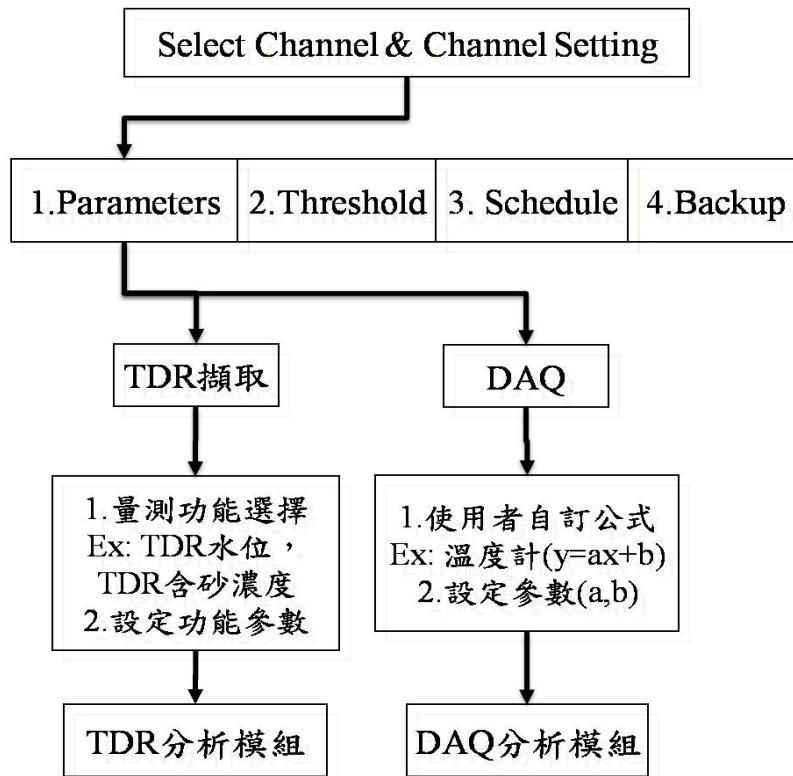 Select Channel & Channel Setting
1.Parameters
2.Threshold
3. Schedule
4.Backup
TDR擷取
DAQ
1.量測功能選擇
Ex: TDR水位，
TDR含砂濃度
2.設定功能參數
1.使用者自訂公式
Ex: 溫度計(y=ax+b)
2.設定參數(a,b)
TDR分析模組
DAQ分析模組